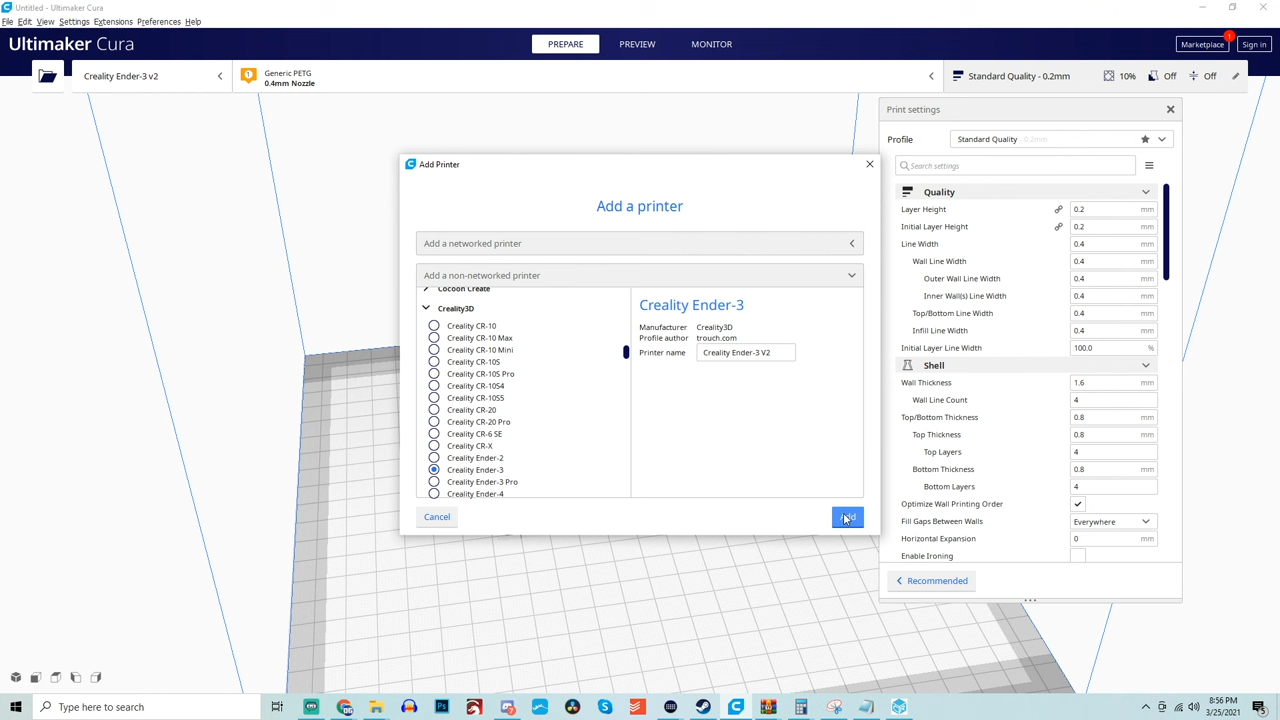 Untitled - Ultimaker Cura
File Edit View Settings Extensions Preferences Help
Ultimaker Cura
PREPARE
PREVIEW
MONITOR
Marketplace
1
Sign in
Creality Ender-3 v2
1
Generic PETG
0.4mm Nozzle
Standard Quality - 0.2mm
10%
Off
Off
Print settings
Profile
Standard Quality 0.2mm
Search settings
Quality
Layer Height 0.2 mm
Initial Layer Height 0.2 mm
Line Width 0.4 mm
Wall Line Width 0.4 mm
Outer Wall Line Width 0.4 mm
Inner Wall(s) Line Width 0.4 mm
Top/Bottom Line Width 0.4 mm
Infill Line Width 0.4 mm
Initial Layer Line Width 100.0 %
Shell
Wall Thickness 1.6 mm
Wall Line Count 4
Top/Bottom Thickness 0.8 mm
Top Thickness 0.8 mm
Top Layers 4
Bottom Thickness 0.8 mm
Bottom Layers 4
Optimize Wall Printing Order
Fill Gaps Between Walls Everywhere
Horizontal Expansion 0 mm
Enable Ironing
Recommended
Add Printer
Add a printer
Add a networked printer
Add a non-networked printer
Cocoon Create
Creality3D
Creality CR-10
Creality CR-10 Max
Creality CR-10 Mini
Creality CR-10S
Creality CR-10S Pro
Creality CR-10S4
Creality CR-10S5
Creality CR-20
Creality CR-20 Pro
Creality CR-6 SE
Creality CR-X
Creality Ender-2
Creality Ender-3
Creality Ender-3 Pro
Creality Ender-4
Creality Ender-3
Manufacturer Creality3D
Profile author trouch.com
Printer name Creality Ender-3 V2
Cancel
Add
Type here to search
8:56 PM
3/25/2021